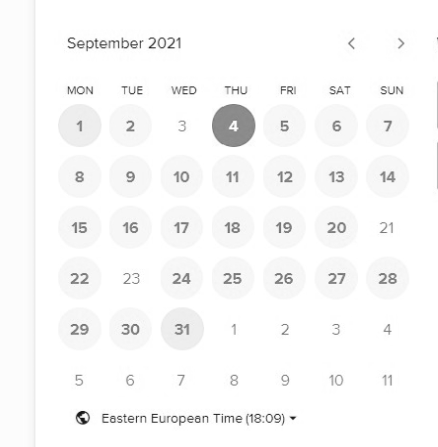 September 2021
MON TUE WED THU FRI SAT SUN
1 2 3 4 5 6 7
8 9 10 11 12 13 14
15 16 17 18 19 20 21
22 23 24 25 26 27 28
29 30 31 1 2 3 4
5 6 7 8 9 10 11
Eastern European Time (18:09)